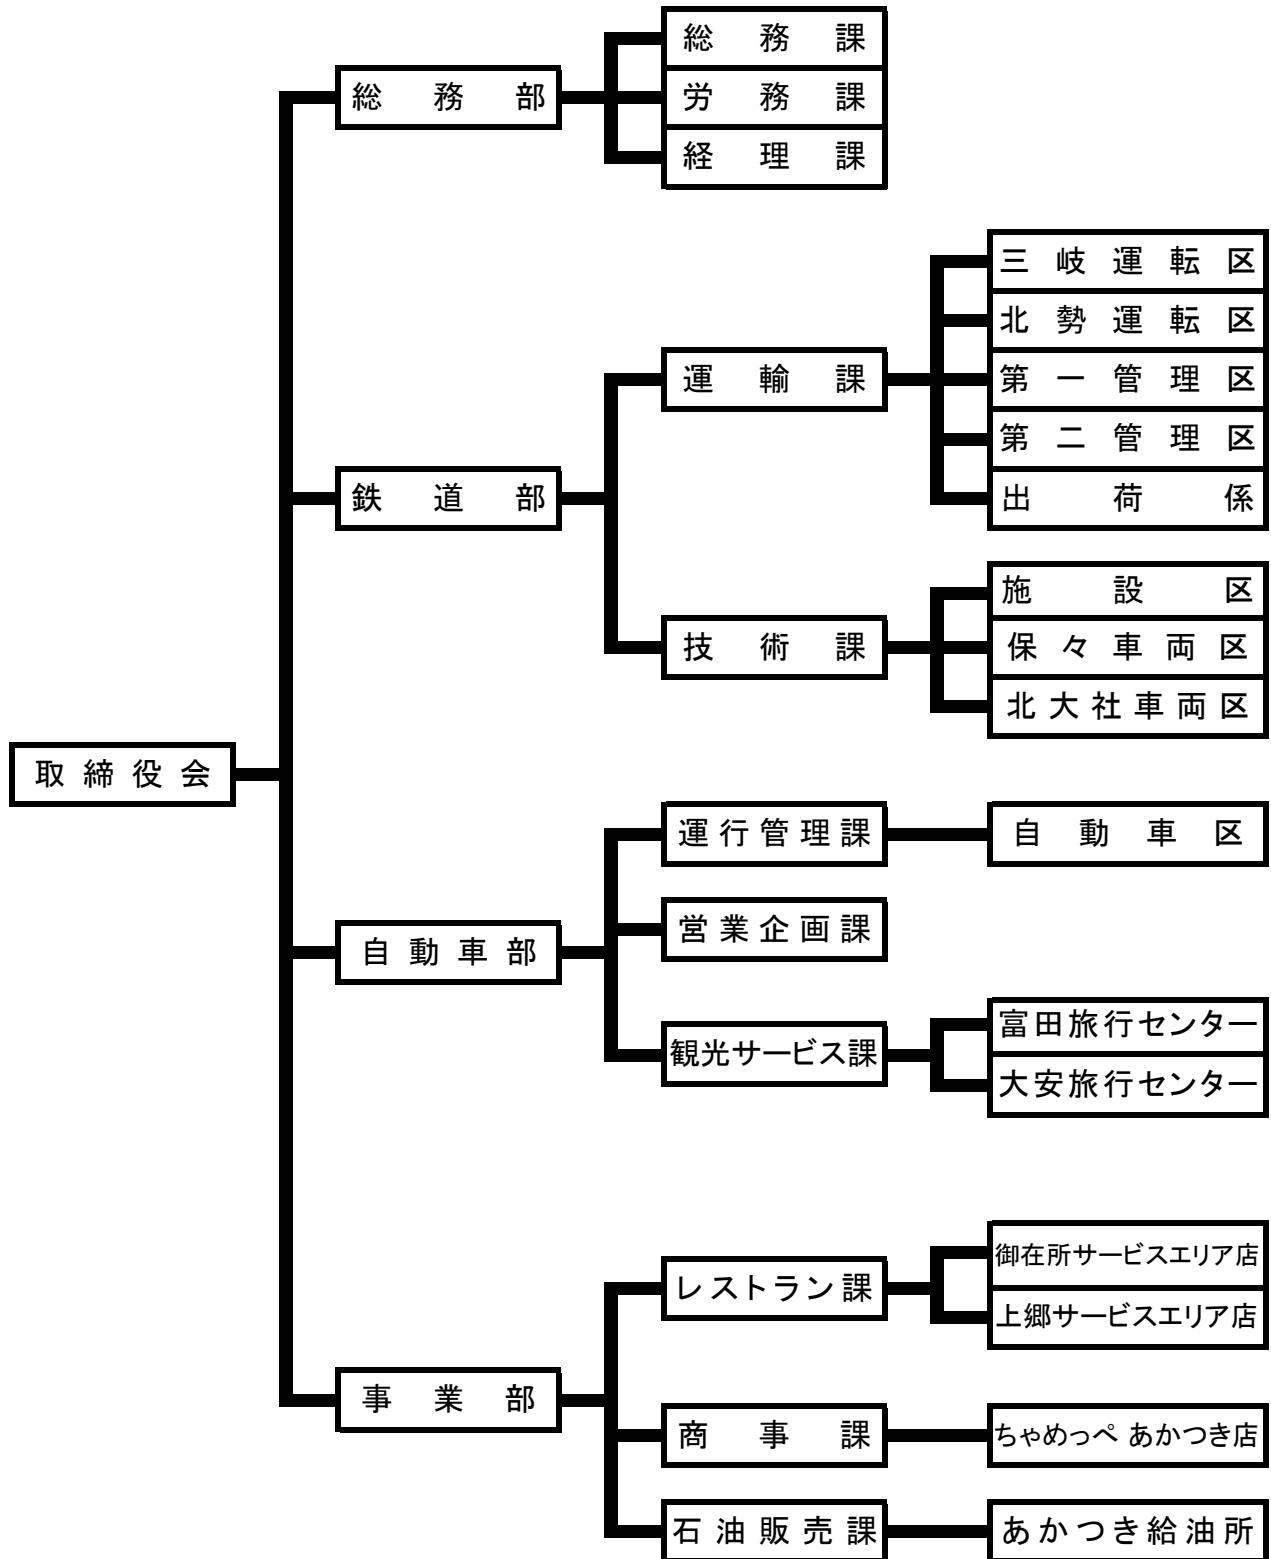 取締役会
総務部
総務課
労務課
経理課
鉄道部
運輸課
三岐運転区
北勢運転区
第一管理区
第二管理区
出荷係
技術課
施設区
保々車両区
北大社車両区
自動車部
運行管理課
自動車区
営業企画課
観光サービス課
富田旅行センター
大安旅行センター
事業部
レストラン課
御在所サービスエリア店
上郷サービスエリア店
商事課
ちゃめっぺ あかつき店
石油販売課
あかつき給油所